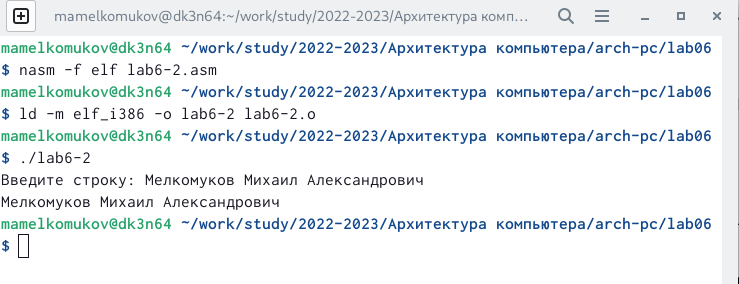 mamelkomukov@dk3n64:~/work/study/2022-2023/Архитектура комп…
mamelkomukov@dk3n64 ~/work/study/2022-2023/Архитектура компьютера/arch-pc/lab06
$ nasm -f elf lab6-2.asm
mamelkomukov@dk3n64 ~/work/study/2022-2023/Архитектура компьютера/arch-pc/lab06
$ ld -m elf_i386 -o lab6-2 lab6-2.o
mamelkomukov@dk3n64 ~/work/study/2022-2023/Архитектура компьютера/arch-pc/lab06
$ ./lab6-2
Введите строку: Мелкомуков Михаил Александрович
Мелкомуков Михаил Александрович
mamelkomukov@dk3n64 ~/work/study/2022-2023/Архитектура компьютера/arch-pc/lab06
$